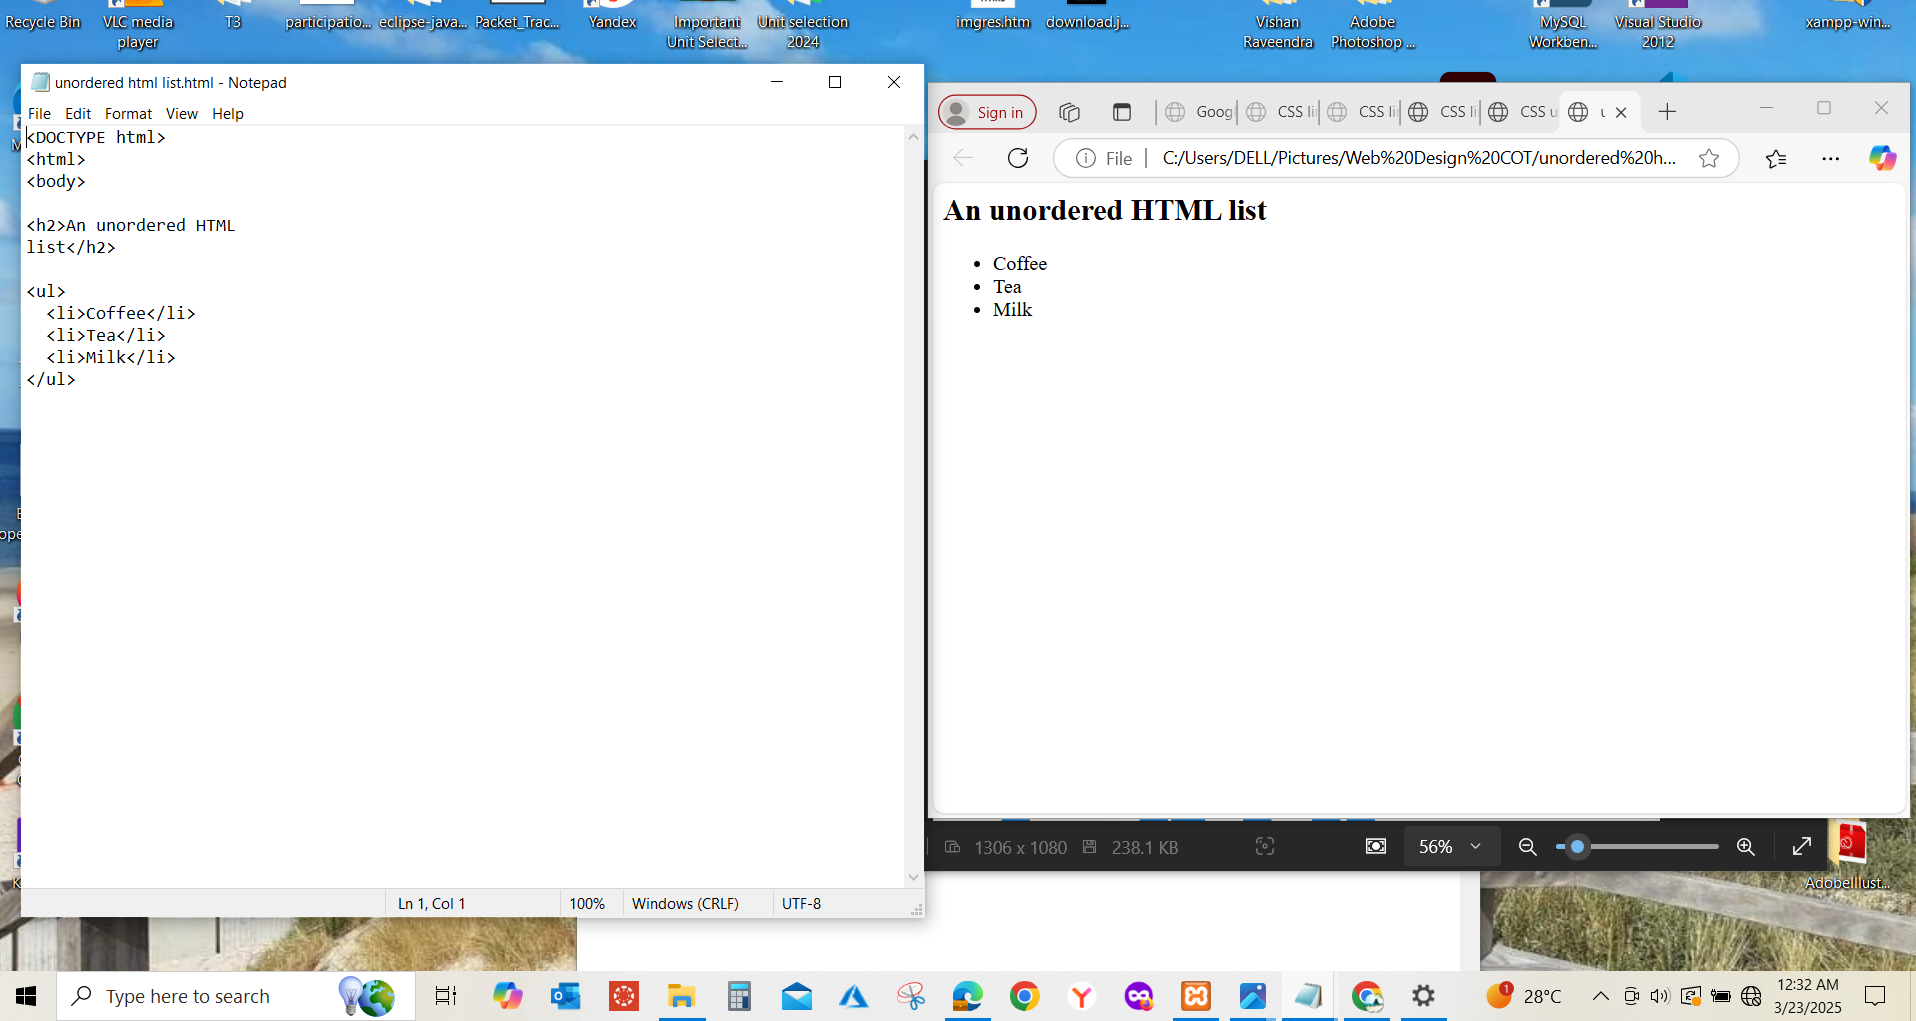 Recycle Bin
VLC media
player
T3
participatio...
eclipse-java...
Packet_Trac...
Yandex
Important
Unit Select...
Unit selection
2024
imgres.htm
download.j...
Vishan
Raveendra
Adobe
Photoshop ...
MySQL
Workben...
Visual Studio
2012
xampp-win...
unordered html list.html - Notepad
File Edit Format View Help
<DOCTYPE html>
<html>
<body>
<h2>An unordered HTML
list</h2>
<ul>
<li>Coffee</li>
<li>Tea</li>
<li>Milk</li>
</ul>
Ln 1, Col 1 100% Windows (CRLF) UTF-8
Sign in Goog CSS li CSS li CSS li CSS u u
File C:/Users/DELL/Pictures/Web%20Design%20COT/unordered%20h...
An unordered HTML list
• Coffee
• Tea
• Milk
1306 x 1080 238.1 KB 56%
AdobeIllust...
Type here to search
1
28°C
12:32 AM
3/23/2025